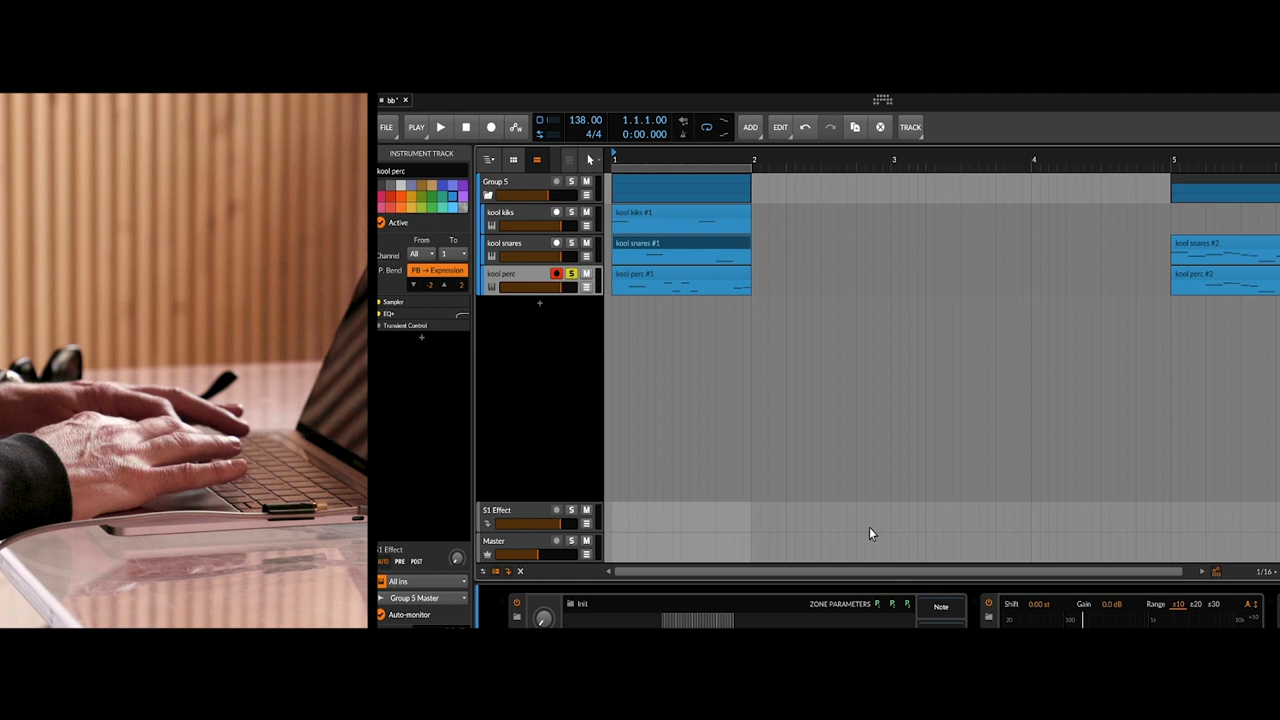 bb*
FILE PLAY 138.00 4/4 1.1.1.00 0:00.000 ADD EDIT TRACK
INSTRUMENT TRACK
kool perc
Active
From To
Channel All 1
P. Bend PB → Expression
-2 2
Sampler
EQ+
Transient Control
+
1 2 3 4 5
Group 5 S M
kool kiks S M kool kiks #1
kool snares S M kool snares #1 kool snares #2
kool perc S M kool perc #1 kool perc #2
+
S1 Effect S M
Master S M
1/16
S1 Effect
AUTO PRE POST
All ins
Group 5 Master
Auto-monitor
Init ZONE PARAMETERS P P P Note
Shift 0.00 st Gain 0.0 dB Range ±10 ±20 ±30 A
20 100 1k 10k +10